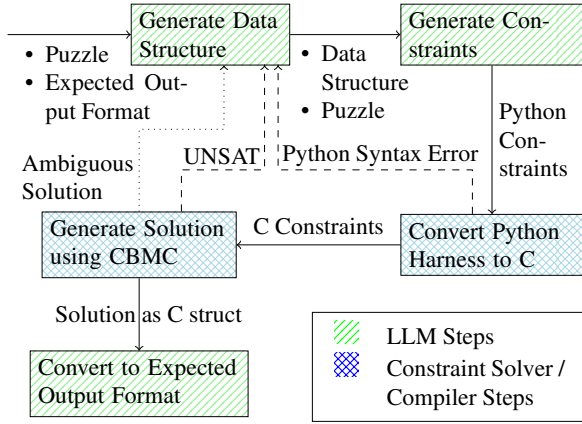 Generate Data
Structure
Generate Con-
straints
• Puzzle
• Expected Out-
put Format
• Data
Structure
• Puzzle
Python
Con-
straints
Ambiguous
Solution
UNSAT
Python Syntax Error
Generate Solution
using CBMC
C Constraints
Convert Python
Harness to C
Solution as C struct
Convert to Expected
Output Format
LLM Steps
Constraint Solver /
Compiler Steps